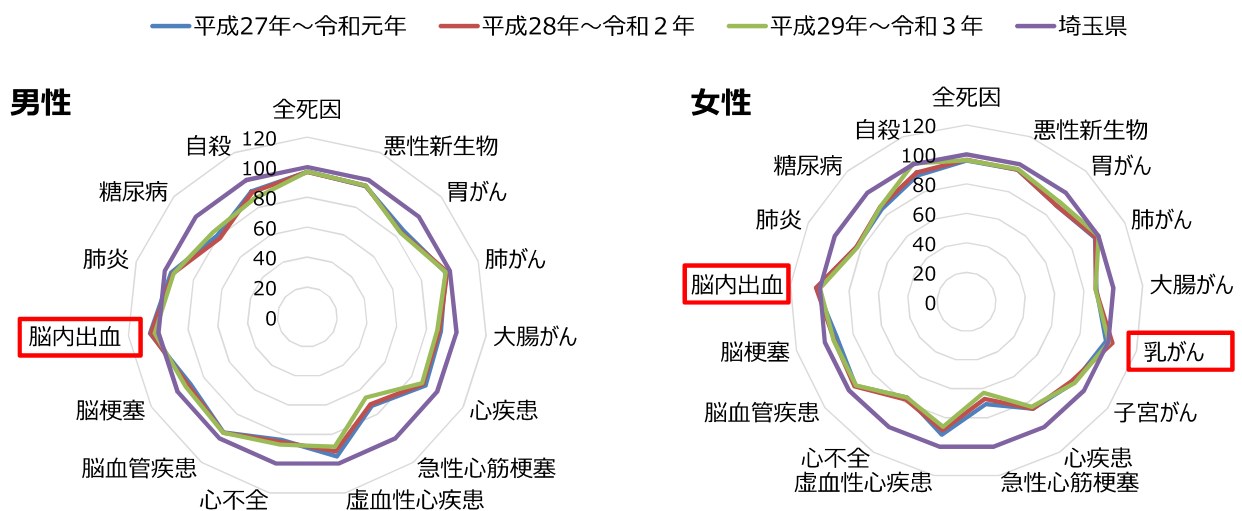 平成27年～令和元年 平成28年～令和２年 平成29年～令和３年 埼玉県
男性
全死因
悪性新生物
胃がん
肺がん
大腸がん
心疾患
急性心筋梗塞
虚血性心疾患
心不全
脳血管疾患
脳梗塞
脳内出血
肺炎
糖尿病
自殺
120
100
80
60
40
20
0
女性
全死因
悪性新生物
胃がん
肺がん
大腸がん
乳がん
子宮がん
心疾患
急性心筋梗塞
虚血性心疾患
心不全
脳血管疾患
脳梗塞
脳内出血
肺炎
糖尿病
自殺
120
100
80
60
40
20
0